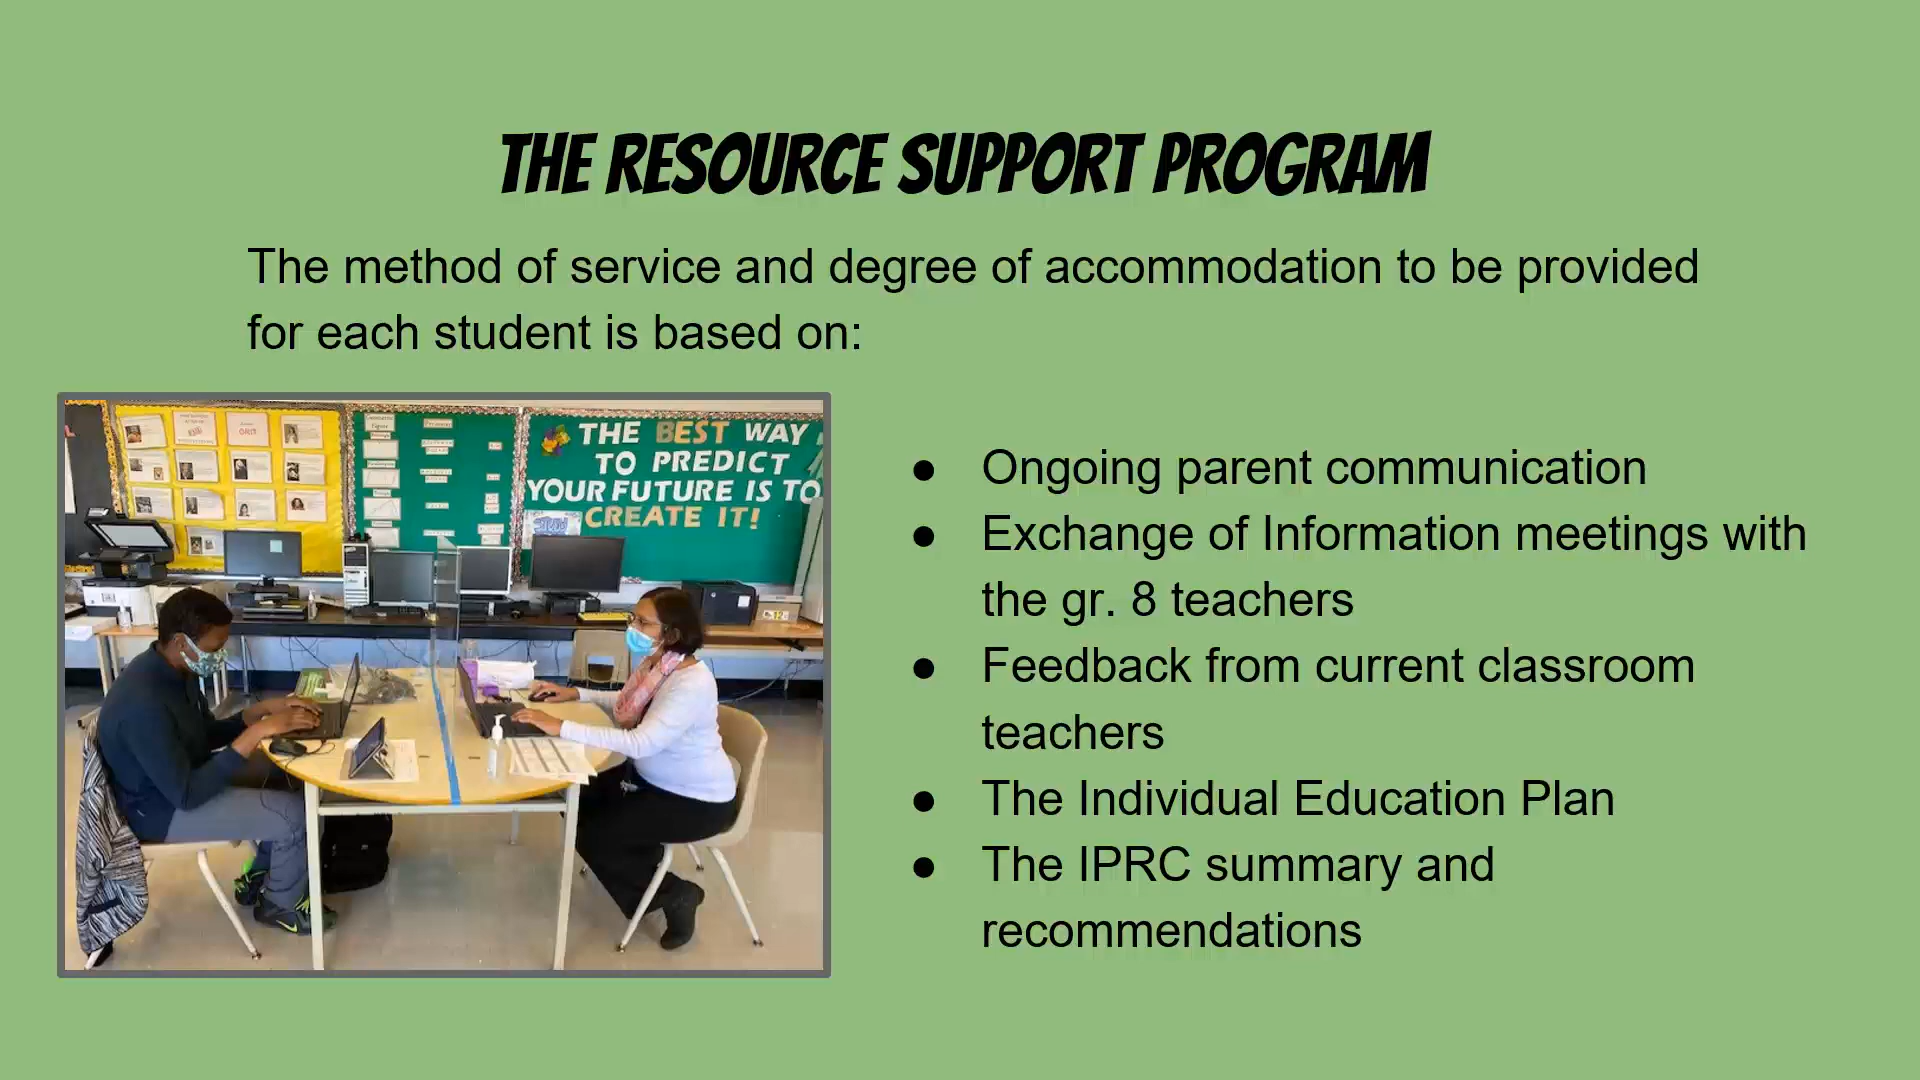 THE RESOURCE SUPPORT PROGRAM
The method of service and degree of accommodation to be provided
for each student is based on:
THE BEST WAY
TO PREDICT
YOUR FUTURE IS TO
CREATE IT!
● Ongoing parent communication
● Exchange of Information meetings with
the gr. 8 teachers
● Feedback from current classroom
teachers
● The Individual Education Plan
● The IPRC summary and
recommendations